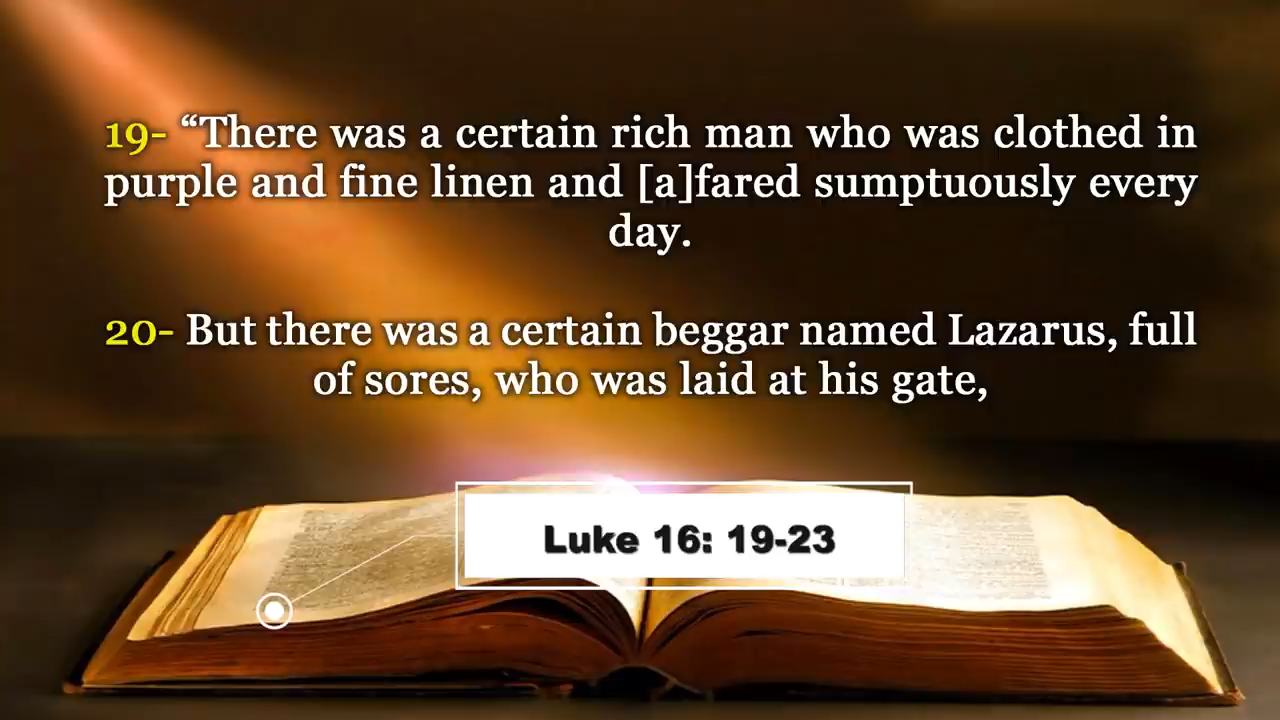 19- “There was a certain rich man who was clothed in
purple and fine linen and [a]fared sumptuously every
day.
20- But there was a certain beggar named Lazarus, full
of sores, who was laid at his gate,
Luke 16: 19-23